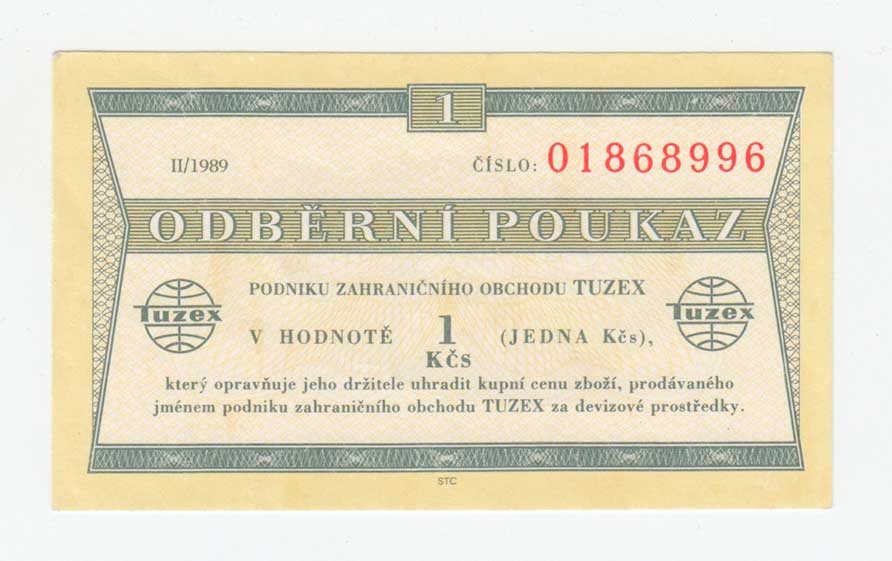 1
II/1989 ČÍSLO: 01868996
ODBĚRNÍ POUKAZ
PODNIKU ZAHRANIČNÍHO OBCHODU TUZEX
Tuzex
Tuzex
V HODNOTĚ 1 (JEDNA Kčs),
KČS
který opravňuje jeho držitele uhradit kupní cenu zboží, prodávaného
jménem podniku zahraničního obchodu TUZEX za devizové prostředky.
STC